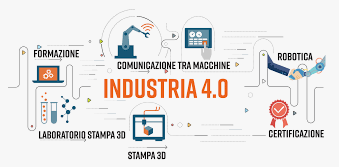 FORMAZIONE
COMUNICAZIONE TRA MACCHINE
ROBOTICA
INDUSTRIA 4.0
LABORATORIO STAMPA 3D
STAMPA 3D
CERTIFICAZIONE